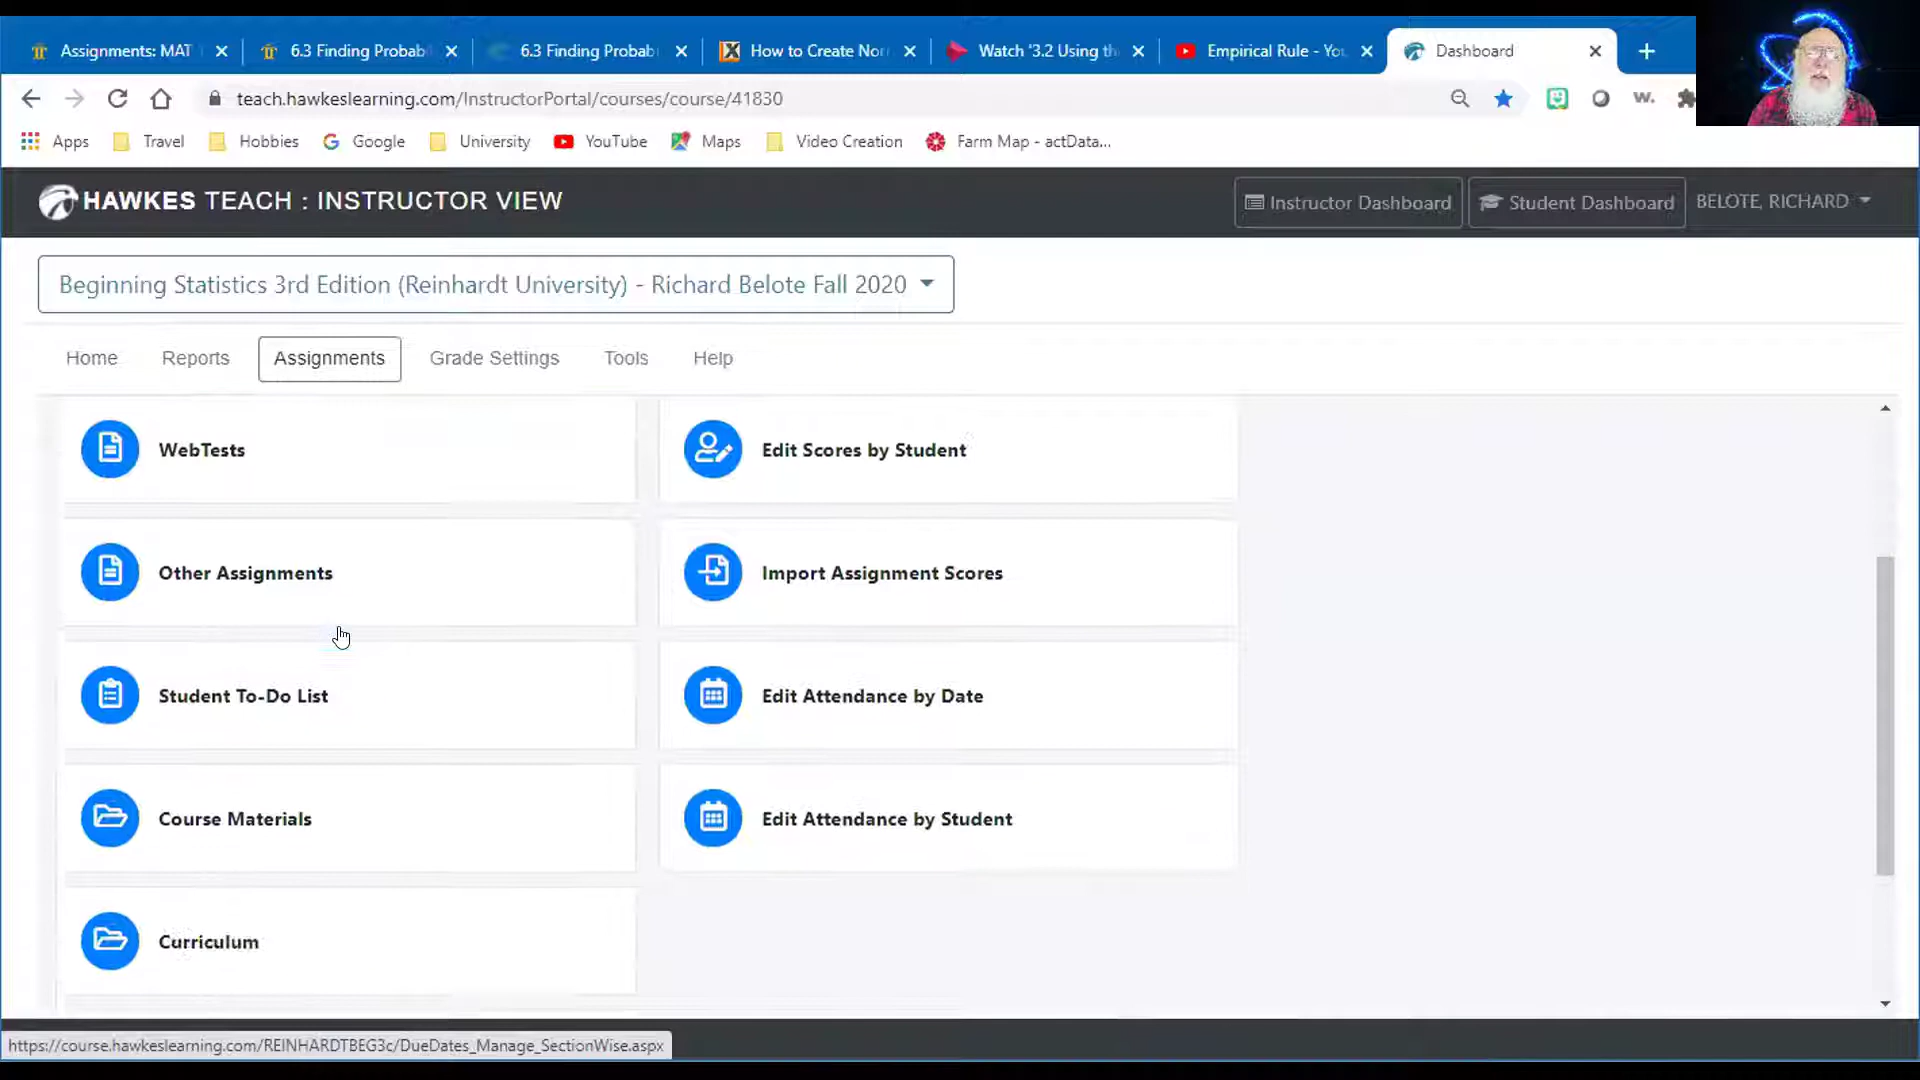 Assignments: MAT
6.3 Finding Probab
6.3 Finding Probab
How to Create Nor
Watch '3.2 Using th
Empirical Rule - Yo
Dashboard
teach.hawkeslearning.com/InstructorPortal/courses/course/41830
Apps
Travel
Hobbies
Google
University
YouTube
Maps
Video Creation
Farm Map - actData...
HAWKES TEACH : INSTRUCTOR VIEW
Instructor Dashboard
Student Dashboard
BELOTE, RICHARD
Beginning Statistics 3rd Edition (Reinhardt University) - Richard Belote Fall 2020
Home
Reports
Assignments
Grade Settings
Tools
Help
WebTests
Edit Scores by Student
Other Assignments
Import Assignment Scores
Student To-Do List
Edit Attendance by Date
Course Materials
Edit Attendance by Student
Curriculum
https://course.hawkeslearning.com/REINHARDTBEG3c/DueDates_Manage_SectionWise.aspx